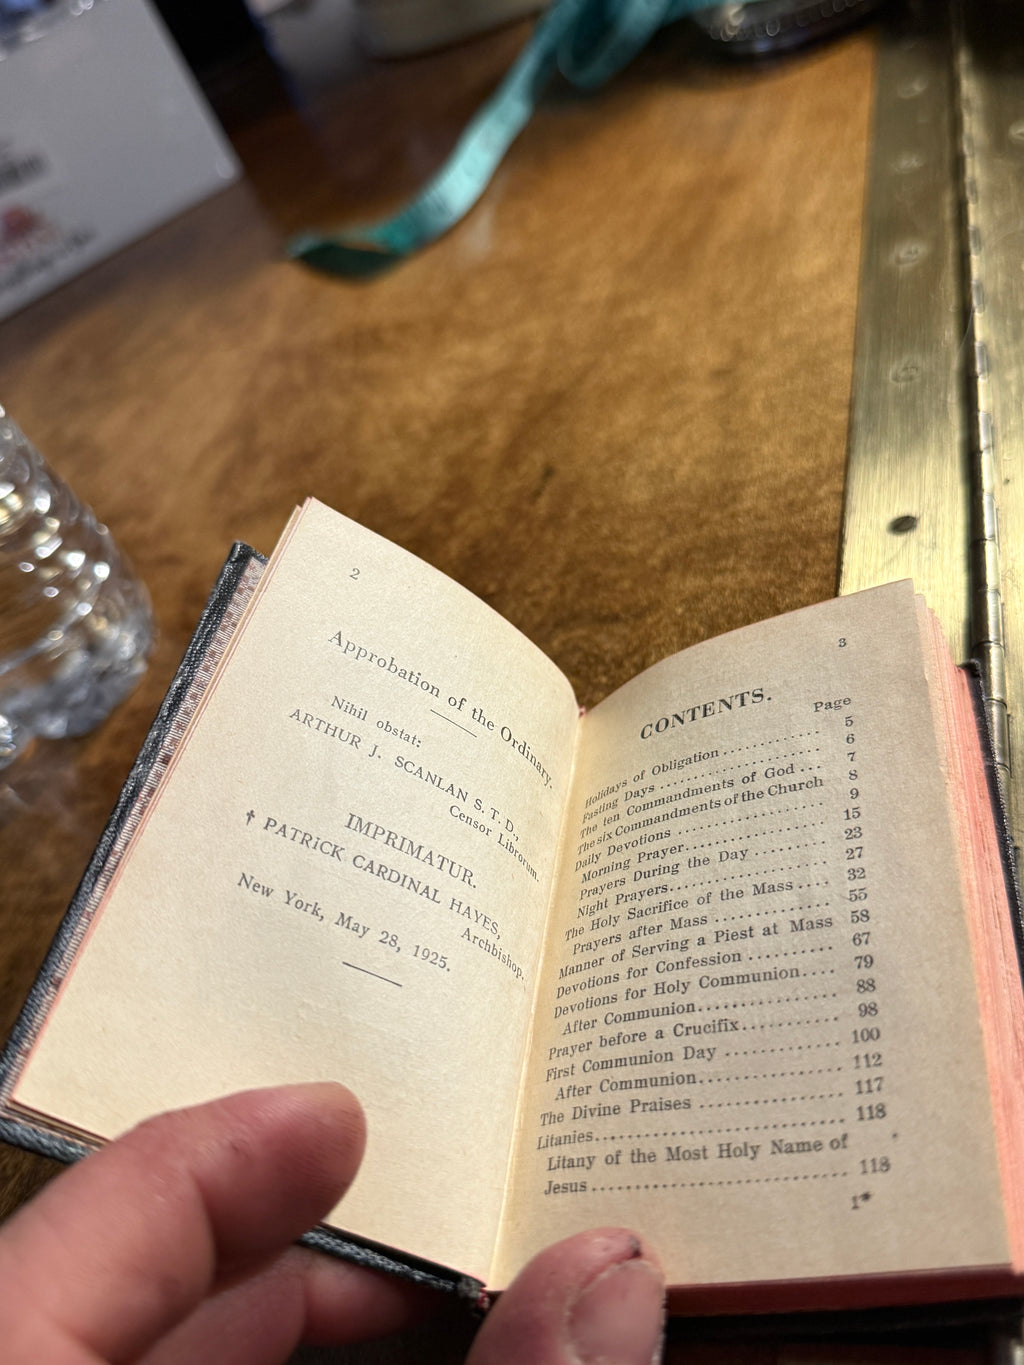 2
Approbation of the Ordinary.
Nihil obstat:
ARTHUR J. SCANLAN S. T. D.,
Censor Librorum.
IMPRIMATUR.
† PATRiCK CARDINAL HAYES,
Archbishop.
New York, May 28, 1925.
3
CONTENTS.
Page
Holidays of Obligation ............ 5
Fasting Days .................. 6
The ten Commandments of God ... 7
The six Commandments of the Church 8
Daily Devotions ................ 9
Morning Prayer................ 15
Prayers During the Day ......... 23
Night Prayers................. 27
The Holy Sacrifice of the Mass .... 32
Prayers after Mass ............. 55
Manner of Serving a Piest at Mass 58
Devotions for Confession .......... 67
Devotions for Holy Communion.... 79
After Communion............... 88
Prayer before a Crucifix........... 98
First Communion Day ............ 100
After Communion............... 112
The Divine Praises ............... 117
Litanies........................... 118
Litany of the Most Holy Name of
Jesus ........................... 118
1*